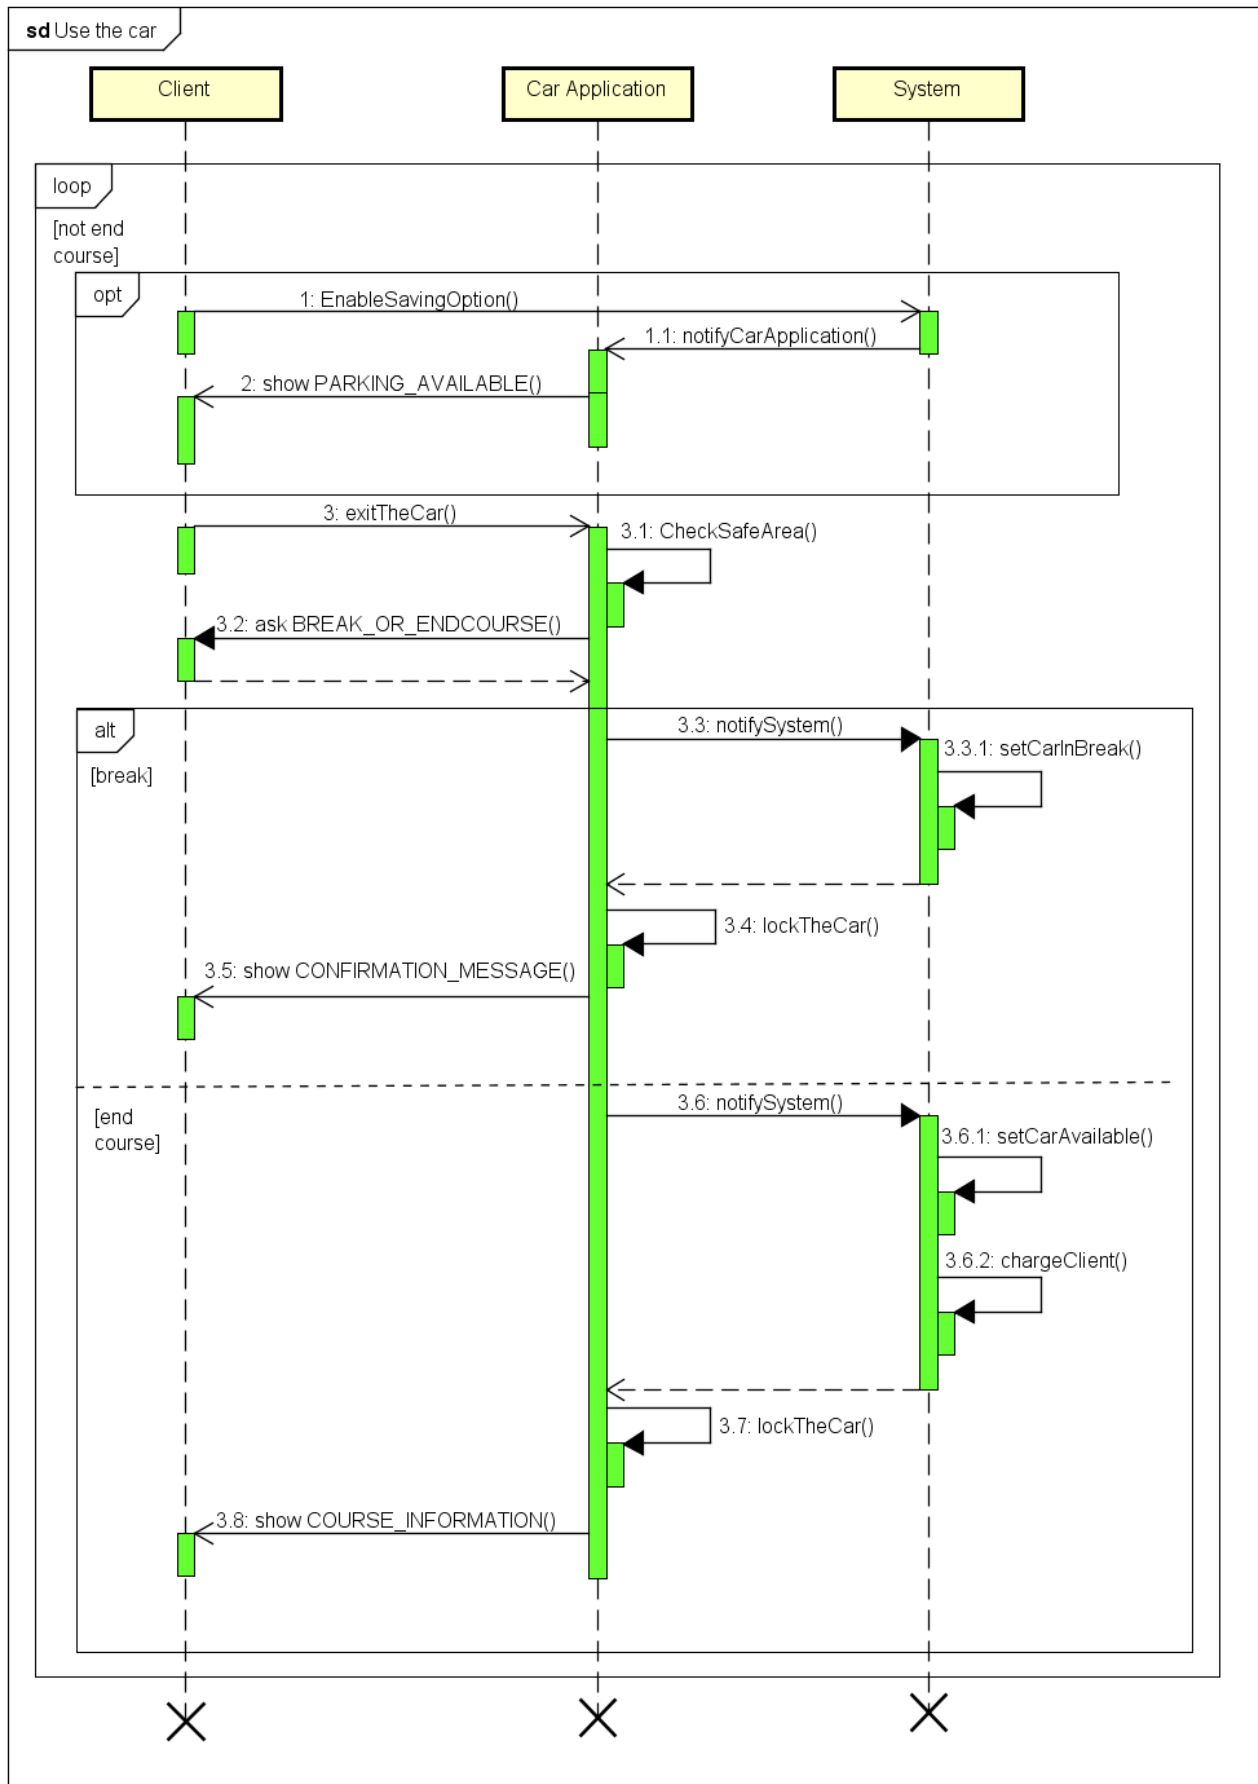 sd Use the car
Client
Car Application
System
loop
[not end
course]
opt
1: EnableSavingOption()
1.1: notifyCarApplication()
2: show PARKING_AVAILABLE()
3: exitTheCar()
3.1: CheckSafeArea()
3.2: ask BREAK_OR_ENDCOURSE()
alt
3.3: notifySystem()
3.3.1: setCarInBreak()
[break]
3.4: lockTheCar()
3.5: show CONFIRMATION_MESSAGE()
3.6: notifySystem()
[end
course]
3.6.1: setCarAvailable()
3.6.2: chargeClient()
3.7: lockTheCar()
3.8: show COURSE_INFORMATION()